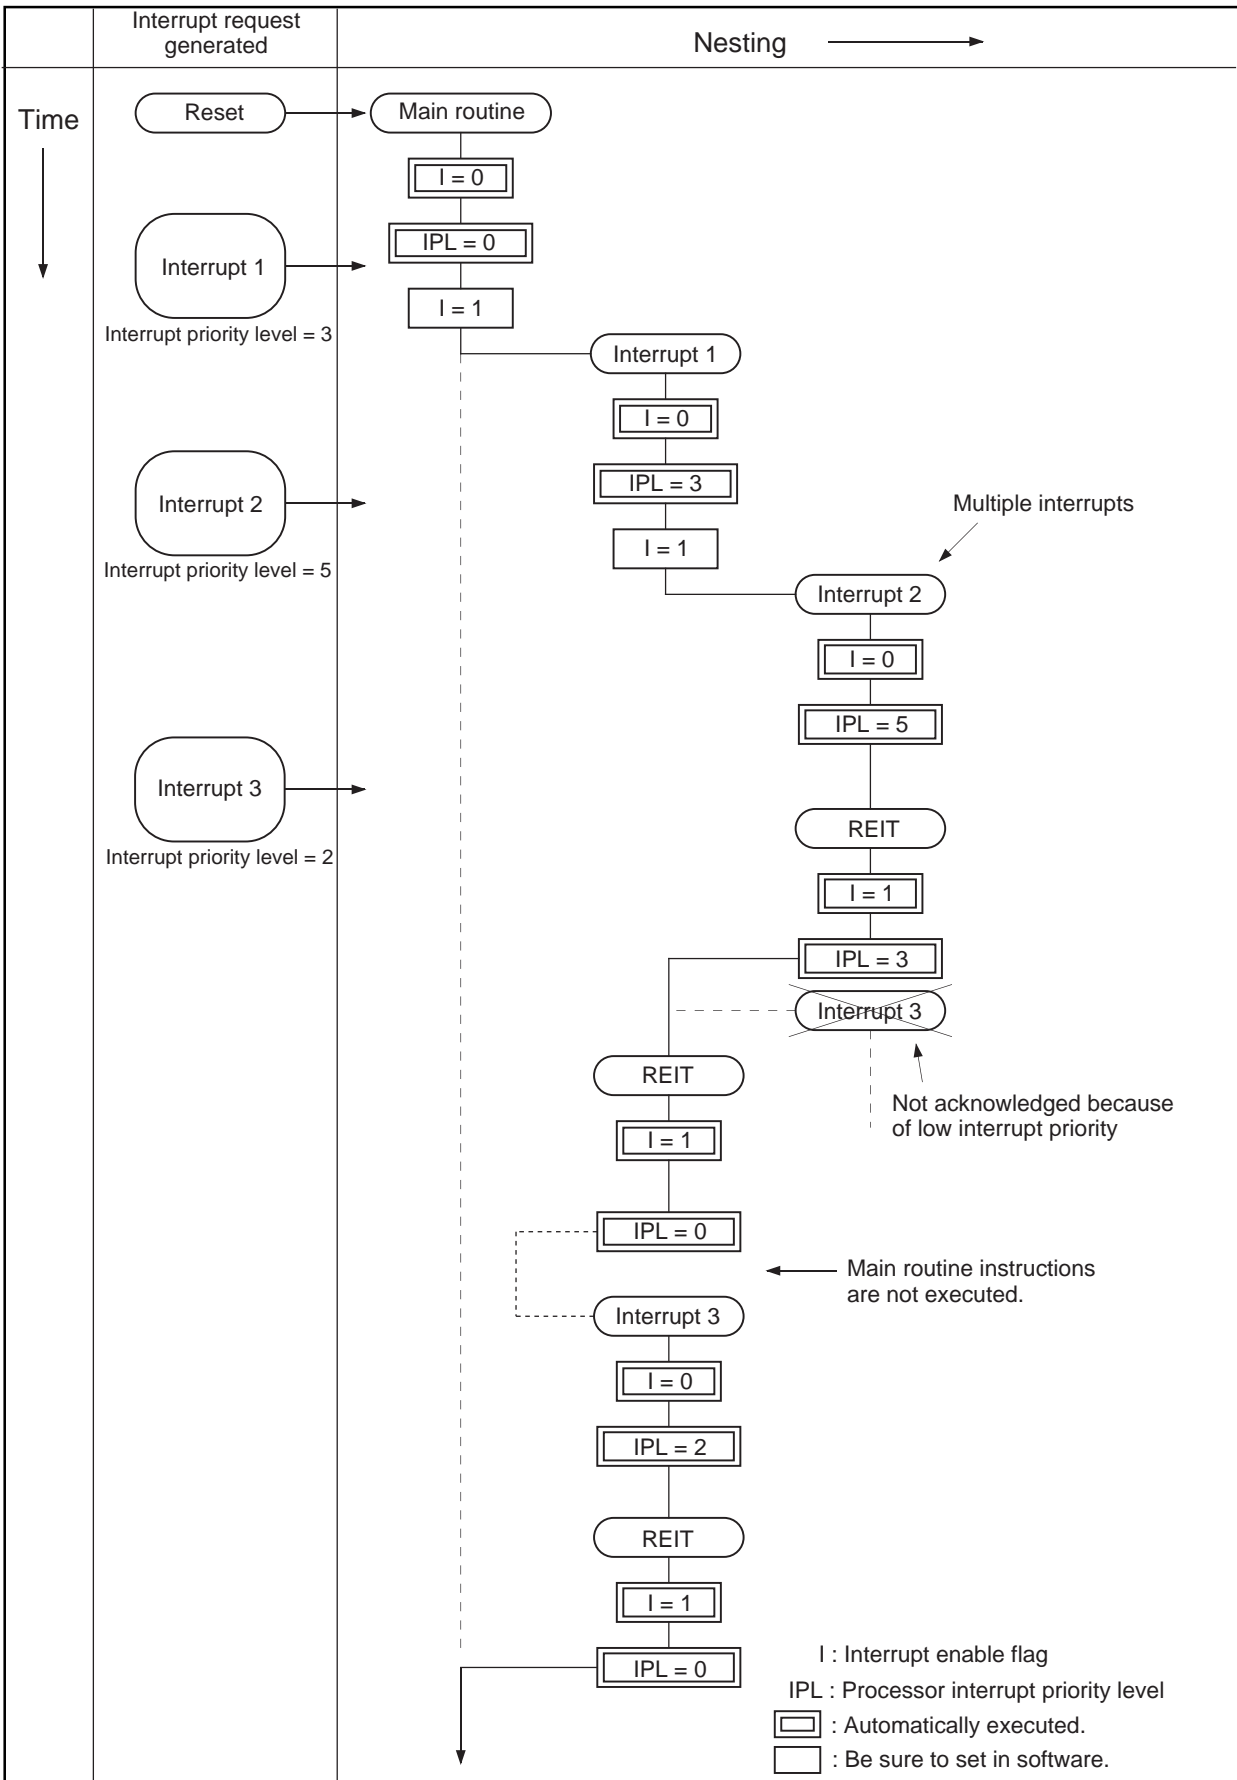 Interrupt request
generated
Nesting
Time
Reset
Main routine
I = 0
IPL = 0
Interrupt 1
I = 1
Interrupt priority level = 3
Interrupt 1
I = 0
IPL = 3
Interrupt 2
Multiple interrupts
I = 1
Interrupt priority level = 5
Interrupt 2
I = 0
IPL = 5
Interrupt 3
REIT
Interrupt priority level = 2
I = 1
IPL = 3
Interrupt 3
REIT
Not acknowledged because
of low interrupt priority
I = 1
IPL = 0
Main routine instructions
are not executed.
Interrupt 3
I = 0
IPL = 2
REIT
I = 1
IPL = 0
I : Interrupt enable flag
IPL : Processor interrupt priority level
: Automatically executed.
: Be sure to set in software.